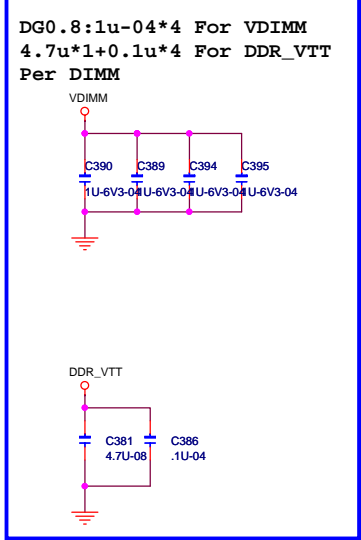 DG0.8:1u-04*4 For VDIMM
4.7u*1+0.1u*4 For DDR_VTT
Per DIMM
VDIMM
C390 C389 C394 C395
1U-6V3-04 1U-6V3-04 1U-6V3-04 1U-6V3-04
DDR_VTT
C381 C386
4.7U-08 .1U-04